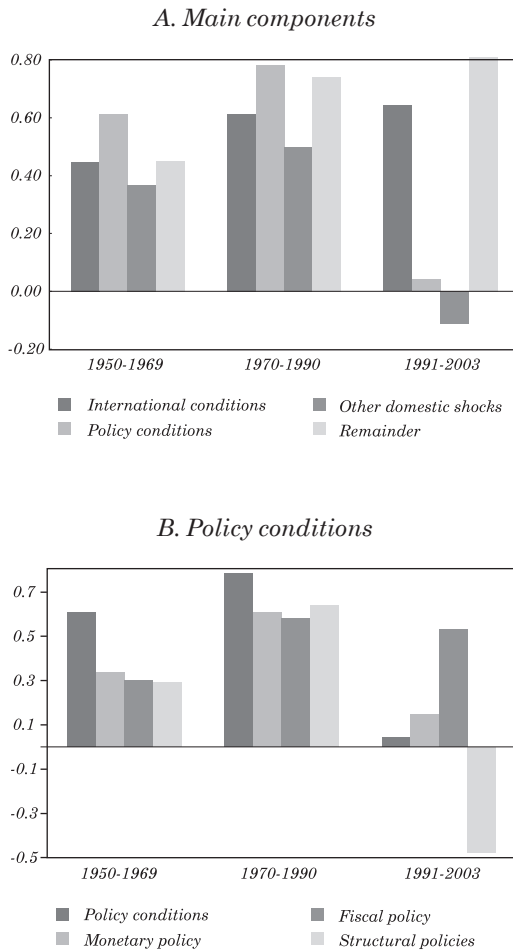 A. Main components
0.80
0.60
0.40
0.20
0.00
-0.20
1950-1969 1970-1990 1991-2003
International conditions Other domestic shocks
Policy conditions Remainder
B. Policy conditions
0.7
0.5
0.3
0.1
-0.1
-0.3
-0.5
1950-1969 1970-1990 1991-2003
Policy conditions Fiscal policy
Monetary policy Structural policies